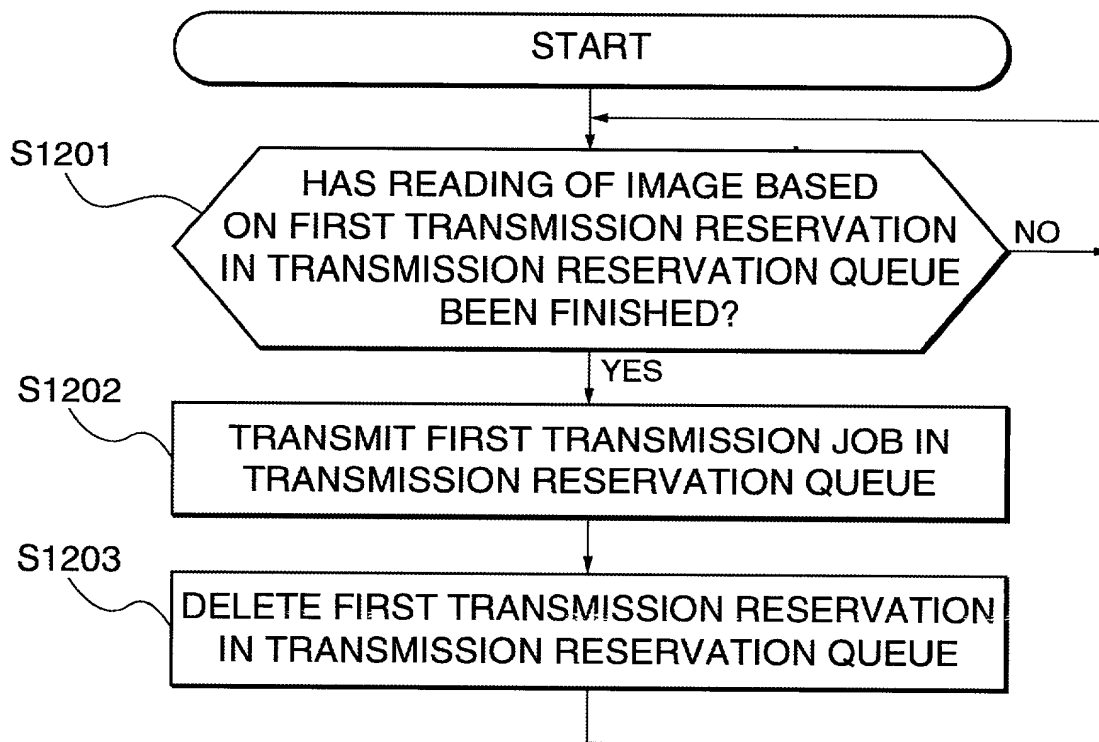 START
S1201
HAS READING OF IMAGE BASED
ON FIRST TRANSMISSION RESERVATION
IN TRANSMISSION RESERVATION QUEUE
BEEN FINISHED?
NO
YES
S1202
TRANSMIT FIRST TRANSMISSION JOB IN
TRANSMISSION RESERVATION QUEUE
S1203
DELETE FIRST TRANSMISSION RESERVATION
IN TRANSMISSION RESERVATION QUEUE